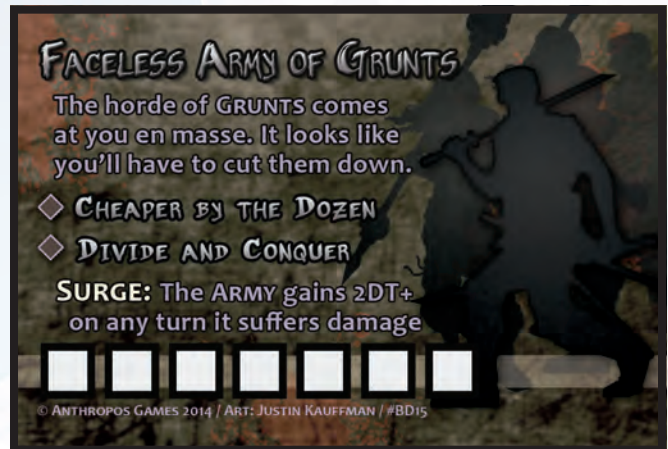 Faceless Army of Grunts
The horde of Grunts comes
at you en masse. It looks like
you'll have to cut them down.
Cheaper by the Dozen
Divide and Conquer
Surge: The Army gains 2DT+
on any turn it suffers damage
© Anthropos Games 2014 / Art: Justin Kauffman / #BD15